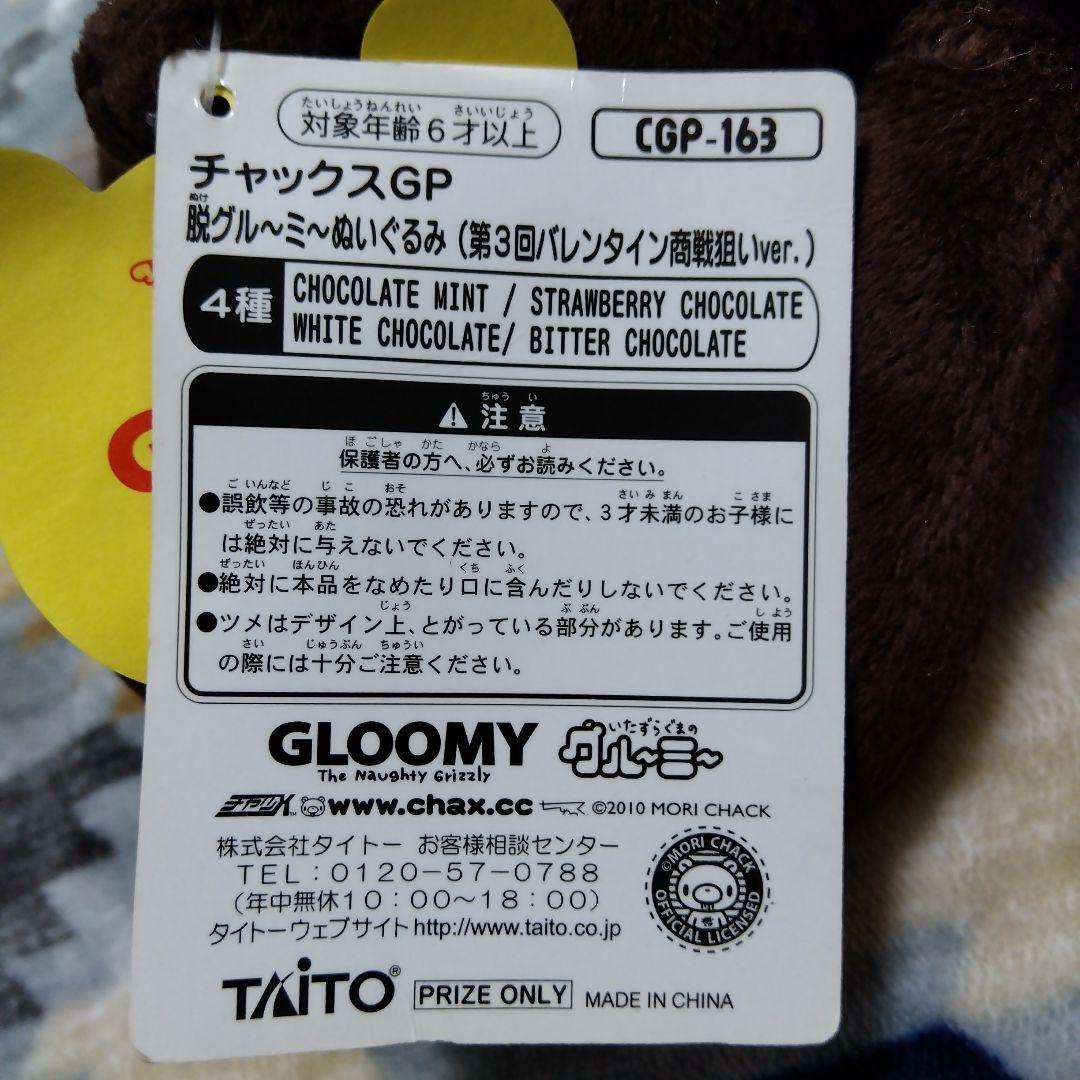 たいしょうねんれい さいいじょう
対象年齢6才以上
CGP-163
チャックスGP
ぬけ
脱グル～ミ～ぬいぐるみ(第3回バレンタイン商戦狙いver.)
4種
CHOCOLATE MINT / STRAWBERRY CHOCOLATE
WHITE CHOCOLATE/ BITTER CHOCOLATE
ちゅう い
⚠注意
ほごしゃ かた かなら よ
保護者の方へ、必ずお読みください。
ごいんなど じこ おそ さいみまん こさま
●誤飲等の事故の恐れがありますので、3才未満のお子様に
ぜったい あた
は絶対に与えないでください。
ぜったい ほんひん くち ふく
●絶対に本品をなめたり口に含んだりしないでください。
じょう ぶぶん しよう
●ツメはデザイン上、とがっている部分があります。ご使用
さい じゅうぶん ちゅうい
の際には十分ご注意ください。
GLOOMY
The Naughty Grizzly
いたずらぐまの
グル～ミ～
チャックス™ www.chax.cc ©2010 MORI CHACK
株式会社タイトー お客様相談センター
TEL:0120-57-0788
(年中無休10:00～18:00)
タイトーウェブサイト http://www.taito.co.jp
©MORI CHACK
OFFICIAL LICENSED
TAITO®
PRIZE ONLY
MADE IN CHINA